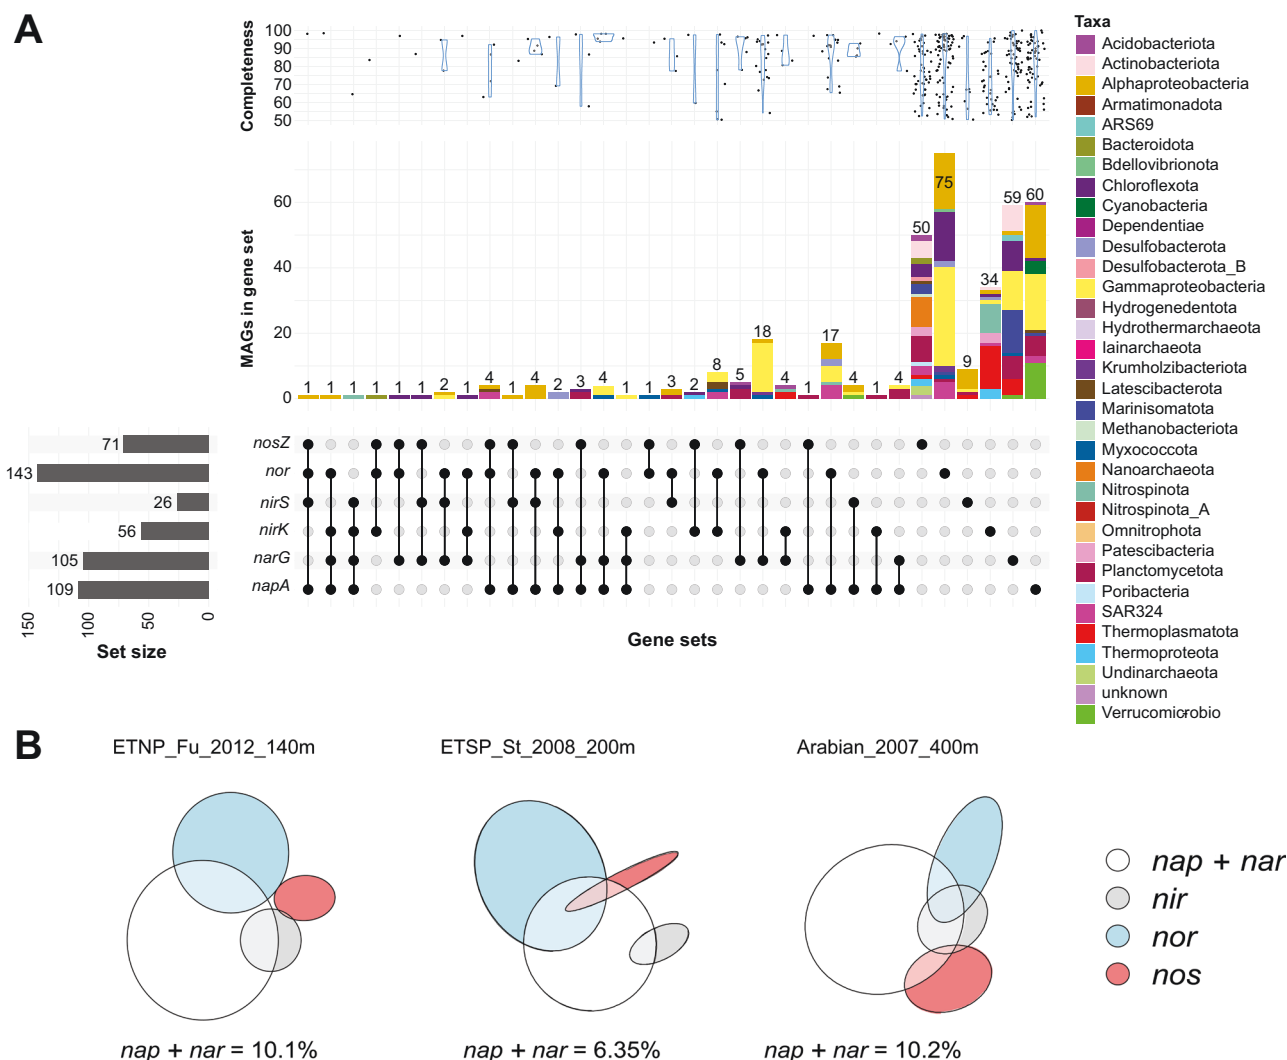 A
Completeness
100
90
80
70
60
50
MAGs in gene set
60
40
20
0
1 1 1 1 1 1 2 1 4 1 4 2 3 4 1 1 3 2 8 5 18 4 1 17 4 1 4 50 75 9 34 59 60
nosZ
nor
nirS
nirK
narG
napA
71
143
26
56
105
109
150 100 50 0
Set size
Gene sets
Taxa
Acidobacteriota
Actinobacteriota
Alphaproteobacteria
Armatimonadota
ARS69
Bacteroidota
Bdellovibrionota
Chloroflexota
Cyanobacteria
Dependentiae
Desulfobacterota
Desulfobacterota_B
Gammaproteobacteria
Hydrogenedentota
Hydrothermarchaeota
Iainarchaeota
Krumholzibacteriota
Latescibacterota
Marinisomatota
Methanobacteriota
Myxococcota
Nanoarchaeota
Nitrospinota
Nitrospinota_A
Omnitrophota
Patescibacteria
Planctomycetota
Poribacteria
SAR324
Thermoplasmatota
Thermoproteota
Undinarchaeota
unknown
Verrucomicrobio
B
ETNP_Fu_2012_140m
ETSP_St_2008_200m
Arabian_2007_400m
nap + nar
nir
nor
nos
nap + nar = 10.1%
nap + nar = 6.35%
nap + nar = 10.2%